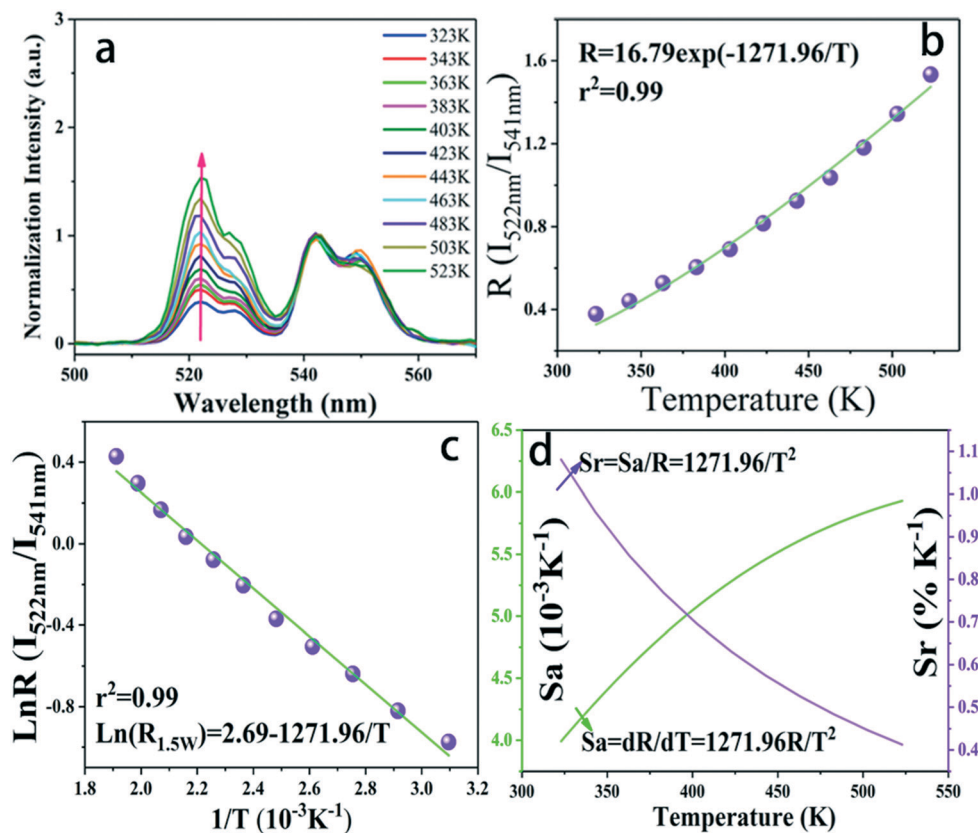 a
Normalization Intensity (a.u.)
3
2
1
0
500
520
540
560
Wavelength (nm)
323K
343K
363K
383K
403K
423K
443K
463K
483K
503K
523K
b
R=16.79exp(-1271.96/T)
r²=0.99
R (I522nm/I541nm)
1.6
1.2
0.8
0.4
300
350
400
450
500
Temperature (K)
c
LnR (I522nm/I541nm)
0.4
0.0
-0.4
-0.8
r²=0.99
Ln(R1.5W)=2.69-1271.96/T
1.8
2.0
2.2
2.4
2.6
2.8
3.0
3.2
1/T (10⁻³K⁻¹)
d
Sr=Sa/R=1271.96/T²
Sa=dR/dT=1271.96R/T²
Sa (10⁻³K⁻¹)
6.5
6.0
5.5
5.0
4.5
4.0
Sr (% K⁻¹)
1.1
1.0
0.9
0.8
0.7
0.6
0.5
0.4
300
350
400
450
500
550
Temperature (K)